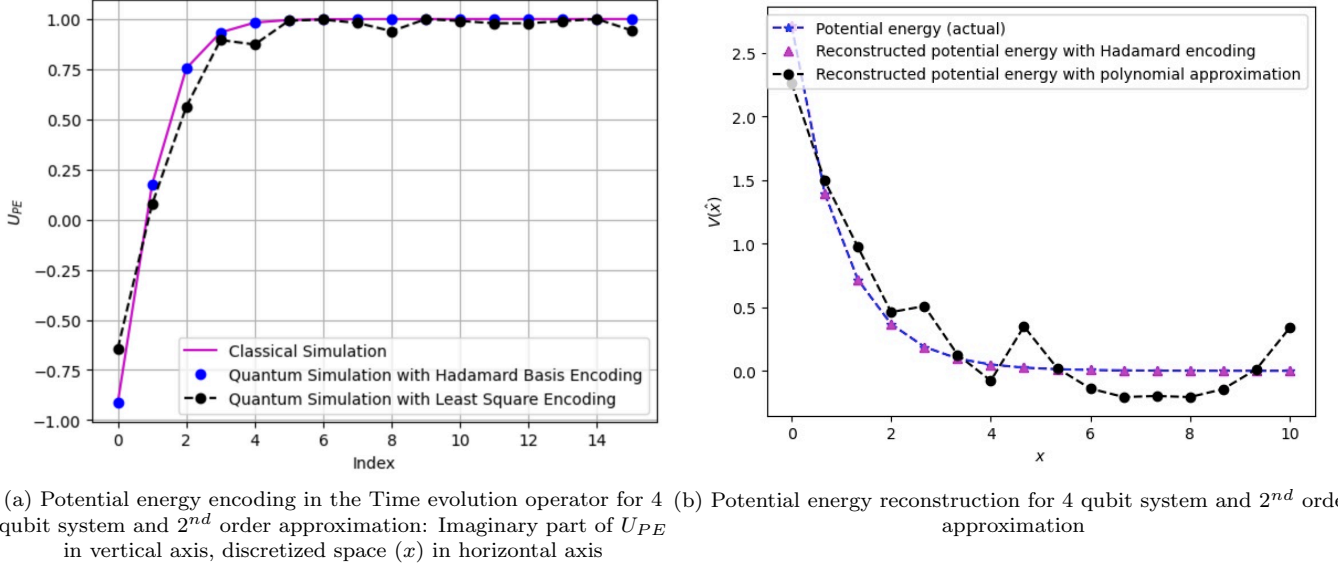 1.00
0.75
0.50
0.25
0.00
−0.25
−0.50
−0.75
−1.00
U_PE
0 2 4 6 8 10 12 14
Index
Classical Simulation
Quantum Simulation with Hadamard Basis Encoding
Quantum Simulation with Least Square Encoding
(a) Potential energy encoding in the Time evolution operator for 4
qubit system and 2^nd order approximation: Imaginary part of U_PE
in vertical axis, discretized space (x) in horizontal axis
Potential energy (actual)
Reconstructed potential energy with Hadamard encoding
Reconstructed potential energy with polynomial approximation
2.5
2.0
1.5
1.0
0.5
0.0
V(x̂)
0 2 4 6 8 10
x
(b) Potential energy reconstruction for 4 qubit system and 2^nd orde
approximation